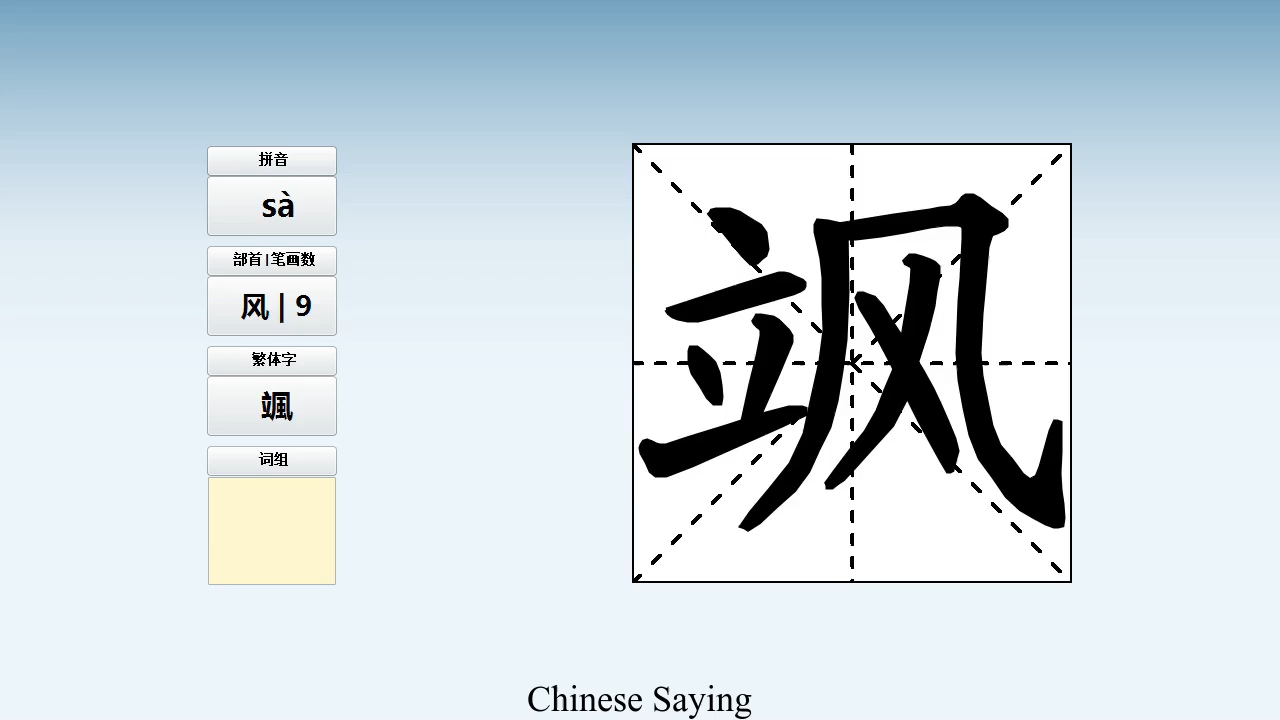 拼音
sà
部首|笔画数
风 | 9
繁体字
颯
词组
飒
Chinese Saying